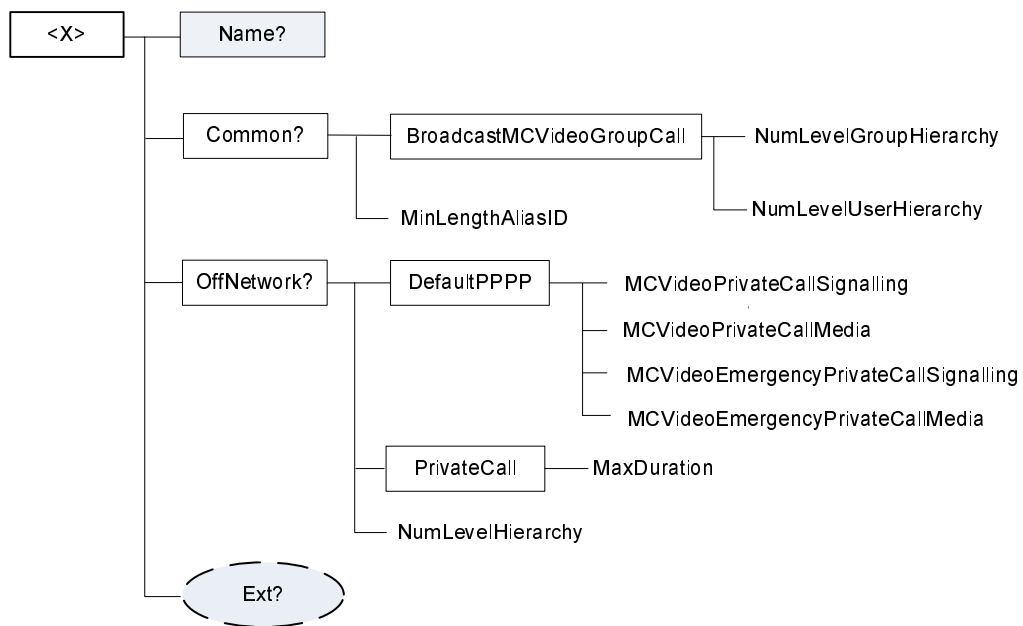 <X>
Name?
Common?
BroadcastMCVideoGroupCall
NumLevelGroupHierarchy
NumLevelUserHierarchy
MinLengthAliasID
OffNetwork?
DefaultPPPP
MCVideoPrivateCallSignalling
MCVideoPrivateCallMedia
MCVideoEmergencyPrivateCallSignalling
MCVideoEmergencyPrivateCallMedia
PrivateCall
MaxDuration
NumLevelHierarchy
Ext?